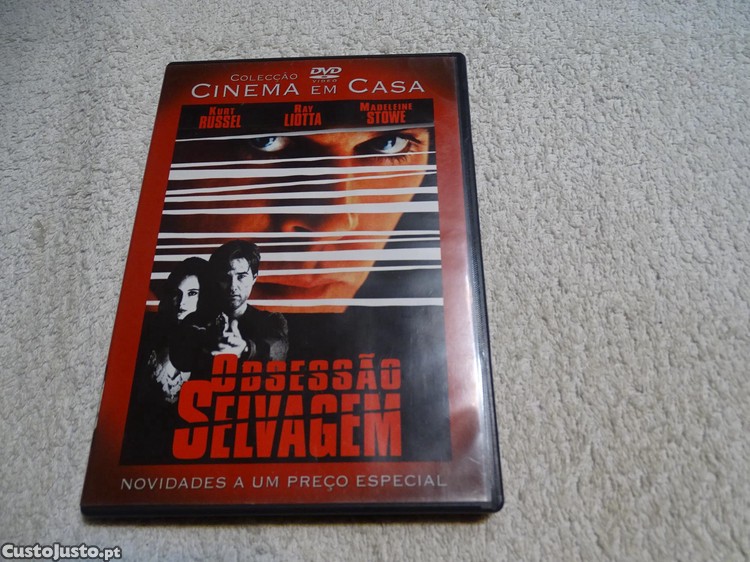 COLECÇÃO DVD VIDEO
CINEMA EM CASA
KURT RUSSEL RAY LIOTTA MADELEINE STOWE
OBSESSÃO
SELVAGEM
NOVIDADES A UM PREÇO ESPECIAL
CustoJusto.pt